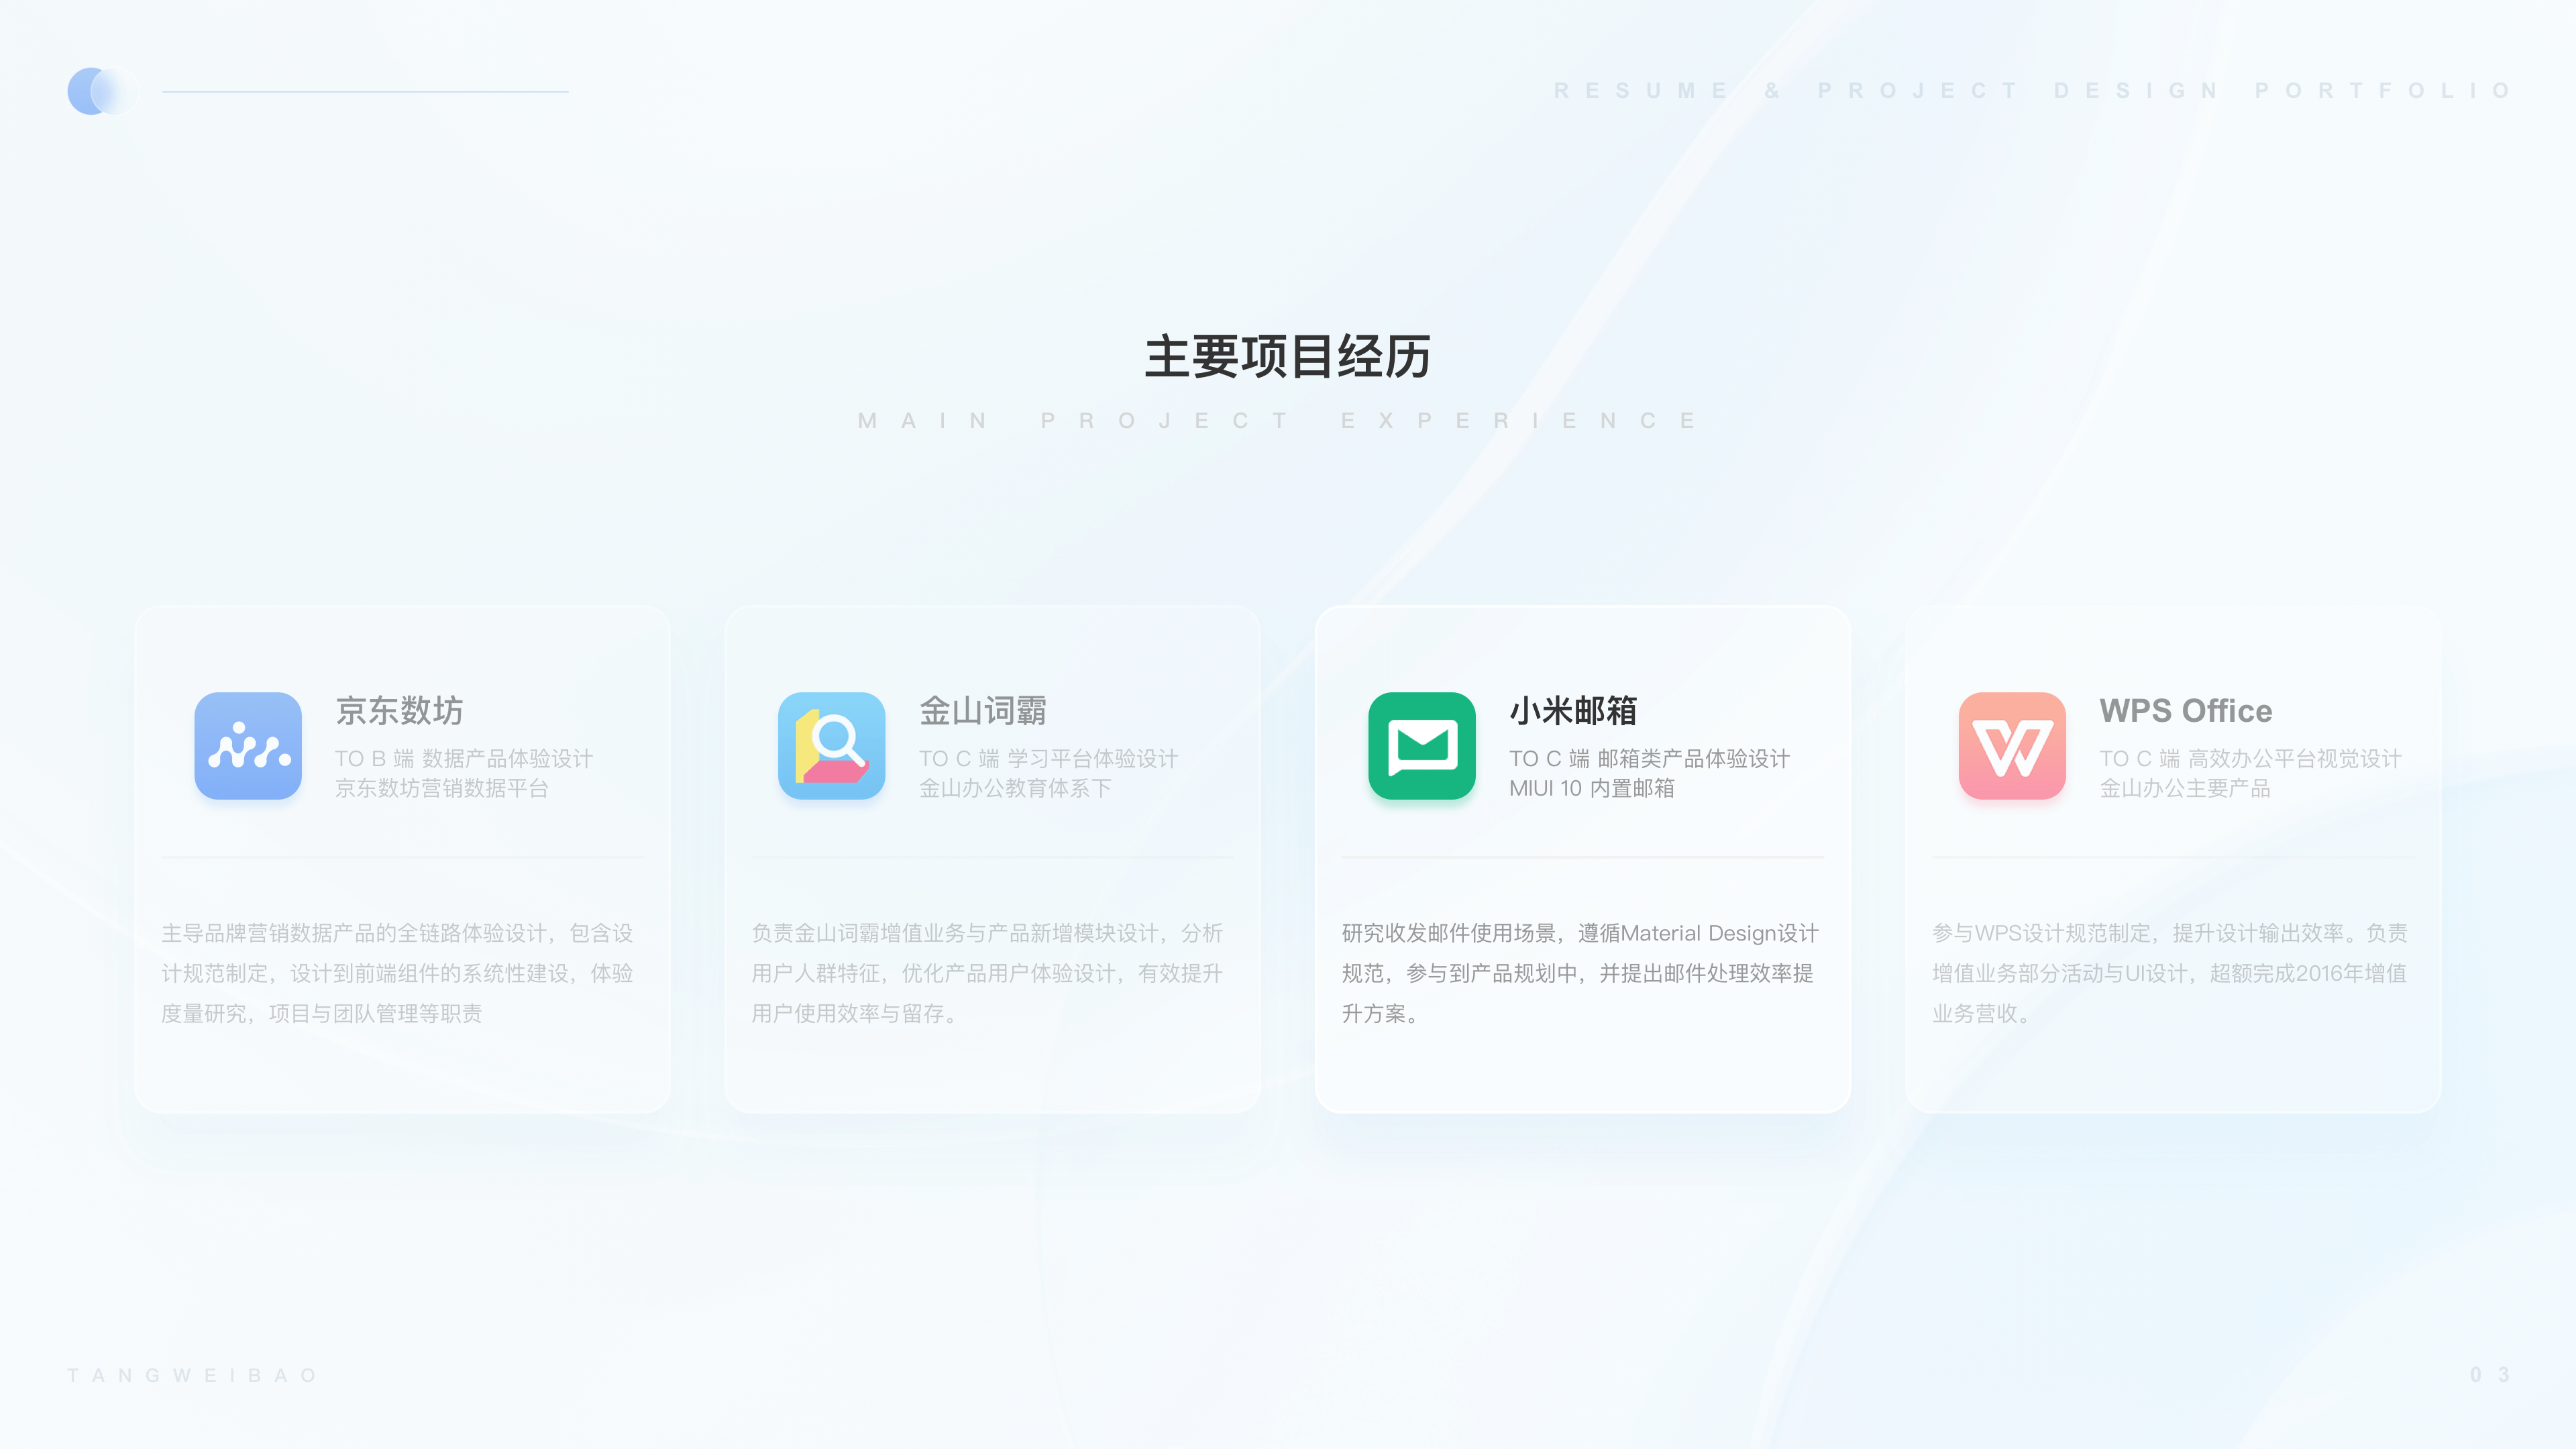 RESUME & PROJECT DESIGN PORTFOLIO
主要项目经历
MAIN PROJECT EXPERIENCE
京东数坊
TO B 端 数据产品体验设计
京东数坊营销数据平台
主导品牌营销数据产品的全链路体验设计，包含设
计规范制定，设计到前端组件的系统性建设，体验
度量研究，项目与团队管理等职责
金山词霸
TO C 端 学习平台体验设计
金山办公教育体系下
负责金山词霸增值业务与产品新增模块设计，分析
用户人群特征，优化产品用户体验设计，有效提升
用户使用效率与留存。
小米邮箱
TO C 端 邮箱类产品体验设计
MIUI 10 内置邮箱
研究收发邮件使用场景，遵循Material Design设计
规范，参与到产品规划中，并提出邮件处理效率提
升方案。
WPS Office
TO C 端 高效办公平台视觉设计
金山办公主要产品
参与WPS设计规范制定，提升设计输出效率。负责
增值业务部分活动与UI设计，超额完成2016年增值
业务营收。
TANGWEIBAO
03